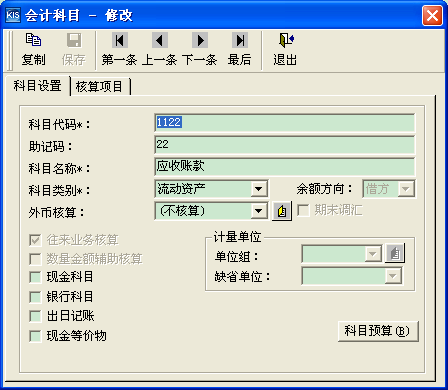 KIS 会计科目 - 修改
复制 保存 第一条 上一条 下一条 最后 退出
科目设置 核算项目
科目代码*： 1122
助记码： 22
科目名称*： 应收账款
科目类别*： 流动资产 余额方向： 借方
外币核算： (不核算) 期末调汇
往来业务核算
数量金额辅助核算
现金科目
银行科目
出日记账
现金等价物
计量单位
单位组：
缺省单位：
科目预算(B)